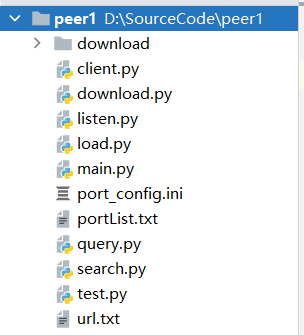 peer1 D:\SourceCode\peer1
download
client.py
download.py
listen.py
load.py
main.py
port_config.ini
portList.txt
query.py
search.py
test.py
url.txt